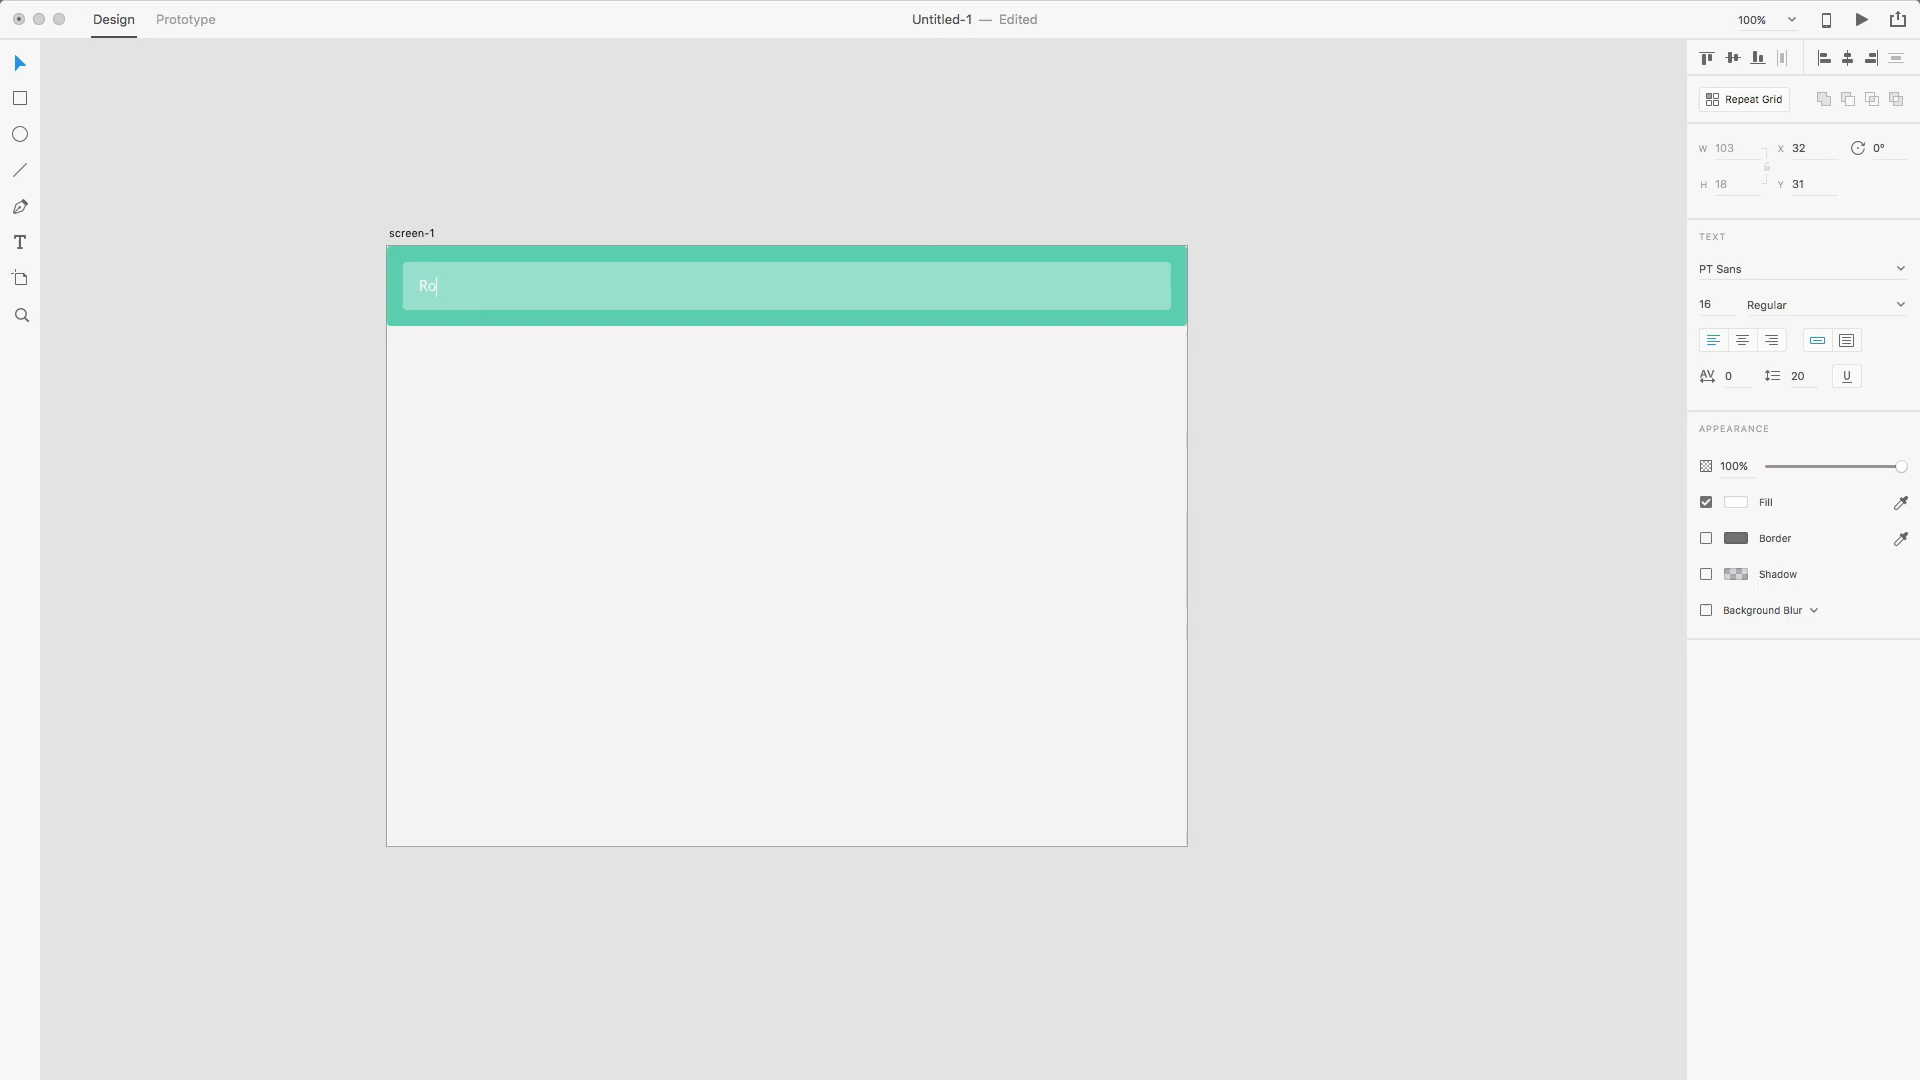 Design Prototype Untitled-1 — Edited 100%
Repeat Grid
W 103 X 32 0°
H 18 Y 31
TEXT
screen-1
PT Sans
Ro
16 Regular
AV 0 20 U
APPEARANCE
100%
Fill
Border
Shadow
Background Blur